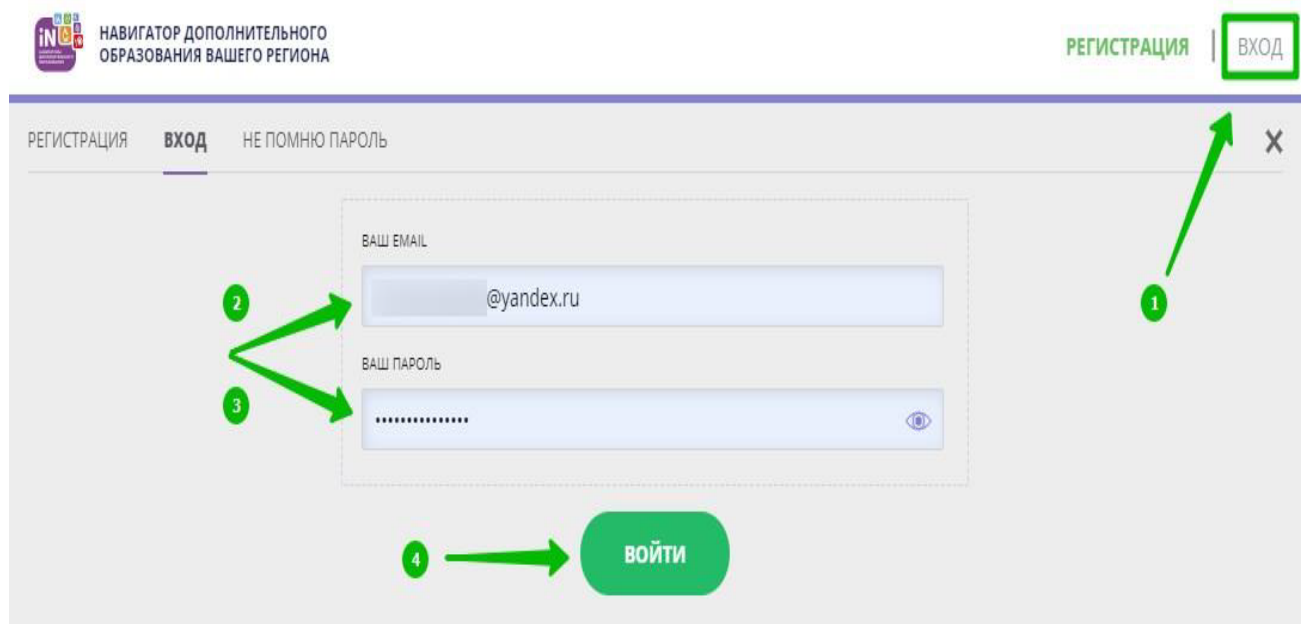 iNCO
НАВИГАТОР ДОПОЛНИТЕЛЬНОГО
ОБРАЗОВАНИЯ ВАШЕГО РЕГИОНА
РЕГИСТРАЦИЯ | ВХОД
РЕГИСТРАЦИЯ ВХОД НЕ ПОМНЮ ПАРОЛЬ
1
ВАШ EMAIL
2
@yandex.ru
ВАШ ПАРОЛЬ
3
4
ВОЙТИ